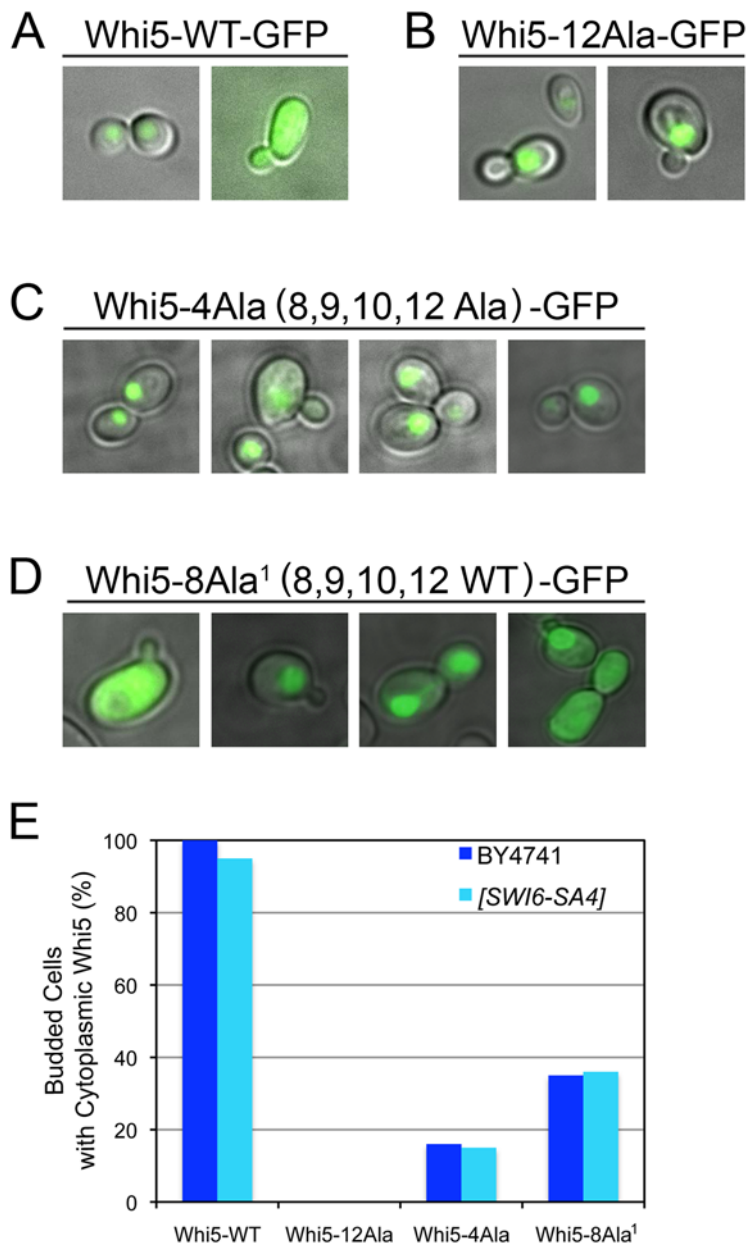 A
Whi5-WT-GFP
B
Whi5-12Ala-GFP
C
Whi5-4Ala (8,9,10,12 Ala) -GFP
D
Whi5-8Ala¹ (8,9,10,12 WT) -GFP
E
Budded Cells
with Cytoplasmic Whi5 (%)
100
80
60
40
20
0
BY4741
[SWI6-SA4]
Whi5-WT
Whi5-12Ala
Whi5-4Ala
Whi5-8Ala¹